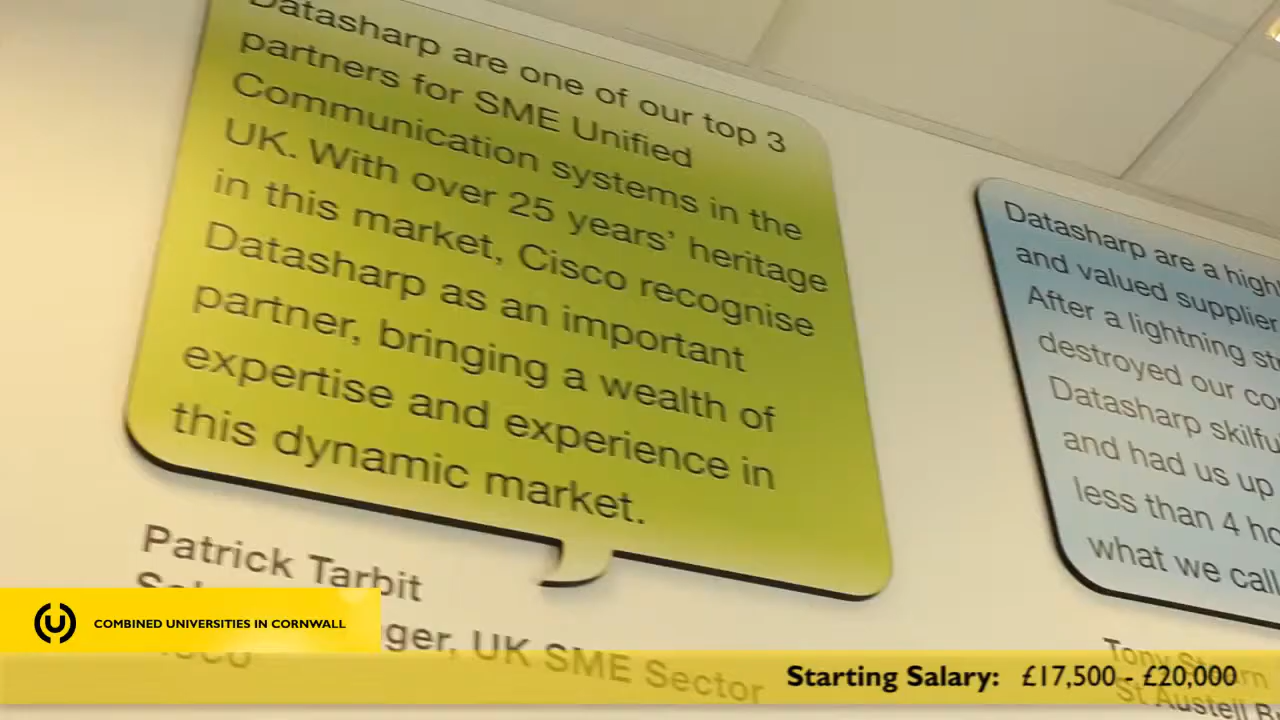 Datasharp are one of our top 3
partners for SME Unified
Communication systems in the
UK. With over 25 years’ heritage
in this market, Cisco recognise
Datasharp as an important
partner, bringing a wealth of
expertise and experience in
this dynamic market.
Patrick Tarbit
UK SME Sector
Datasharp are a
and valued supplier
After a lightning
destroyed our
Datasharp
and had us up
less than 4
what we call
Tony
St Austell
COMBINED UNIVERSITIES IN CORNWALL
Starting Salary: £17,500 - £20,000